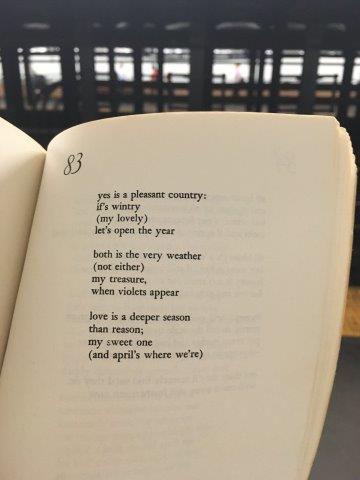 83
yes is a pleasant country:
if's wintry
(my lovely)
let's open the year
both is the very weather
(not either)
my treasure,
when violets appear
love is a deeper season
than reason;
my sweet one
(and april's where we're)